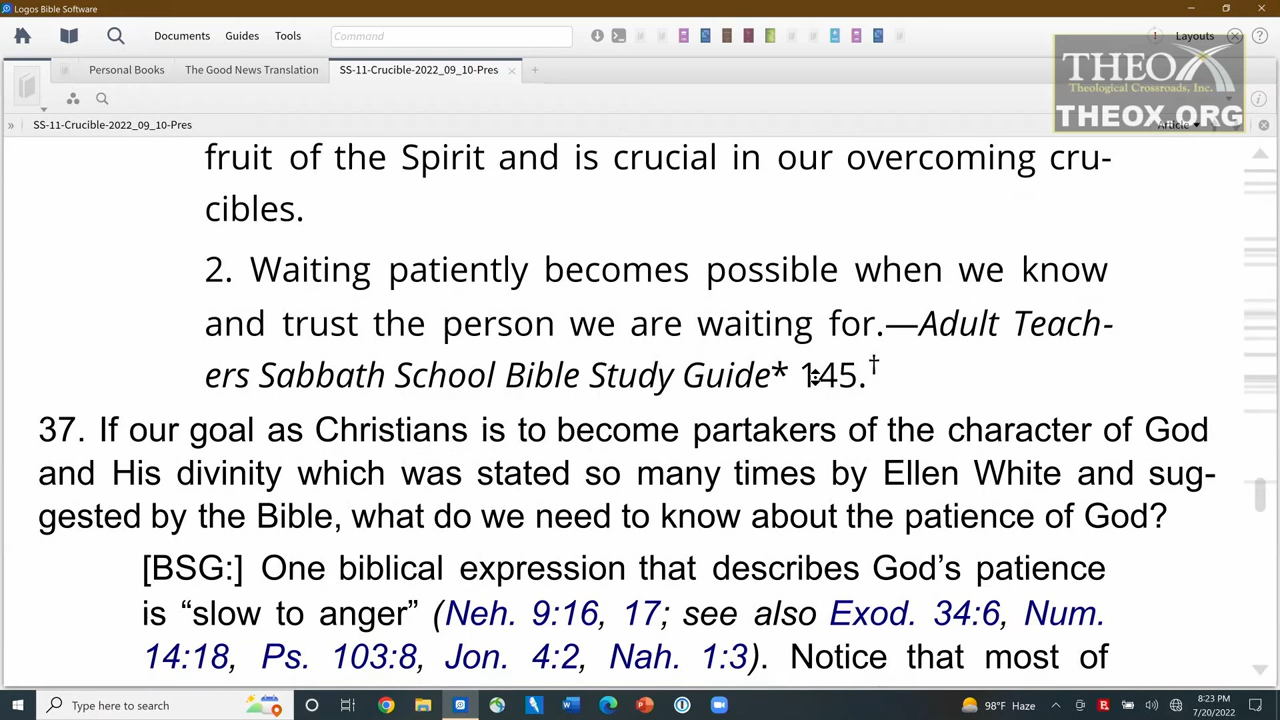 Logos Bible Software
Documents Guides Tools Command Layouts
THEOX
Theological Crossroads, Inc.
THEOX.ORG
Personal Books The Good News Translation SS-11-Crucible-2022_09_10-Pres
SS-11-Crucible-2022_09_10-Pres Article
fruit of the Spirit and is crucial in our overcoming cru-
cibles.
2. Waiting patiently becomes possible when we know
and trust the person we are waiting for.—Adult Teach-
ers Sabbath School Bible Study Guide* 145.†
37. If our goal as Christians is to become partakers of the character of God
and His divinity which was stated so many times by Ellen White and sug-
gested by the Bible, what do we need to know about the patience of God?
[BSG:] One biblical expression that describes God’s patience
is “slow to anger” (Neh. 9:16, 17; see also Exod. 34:6, Num.
14:18, Ps. 103:8, Jon. 4:2, Nah. 1:3). Notice that most of
Type here to search
98°F Haze
8:23 PM
7/20/2022